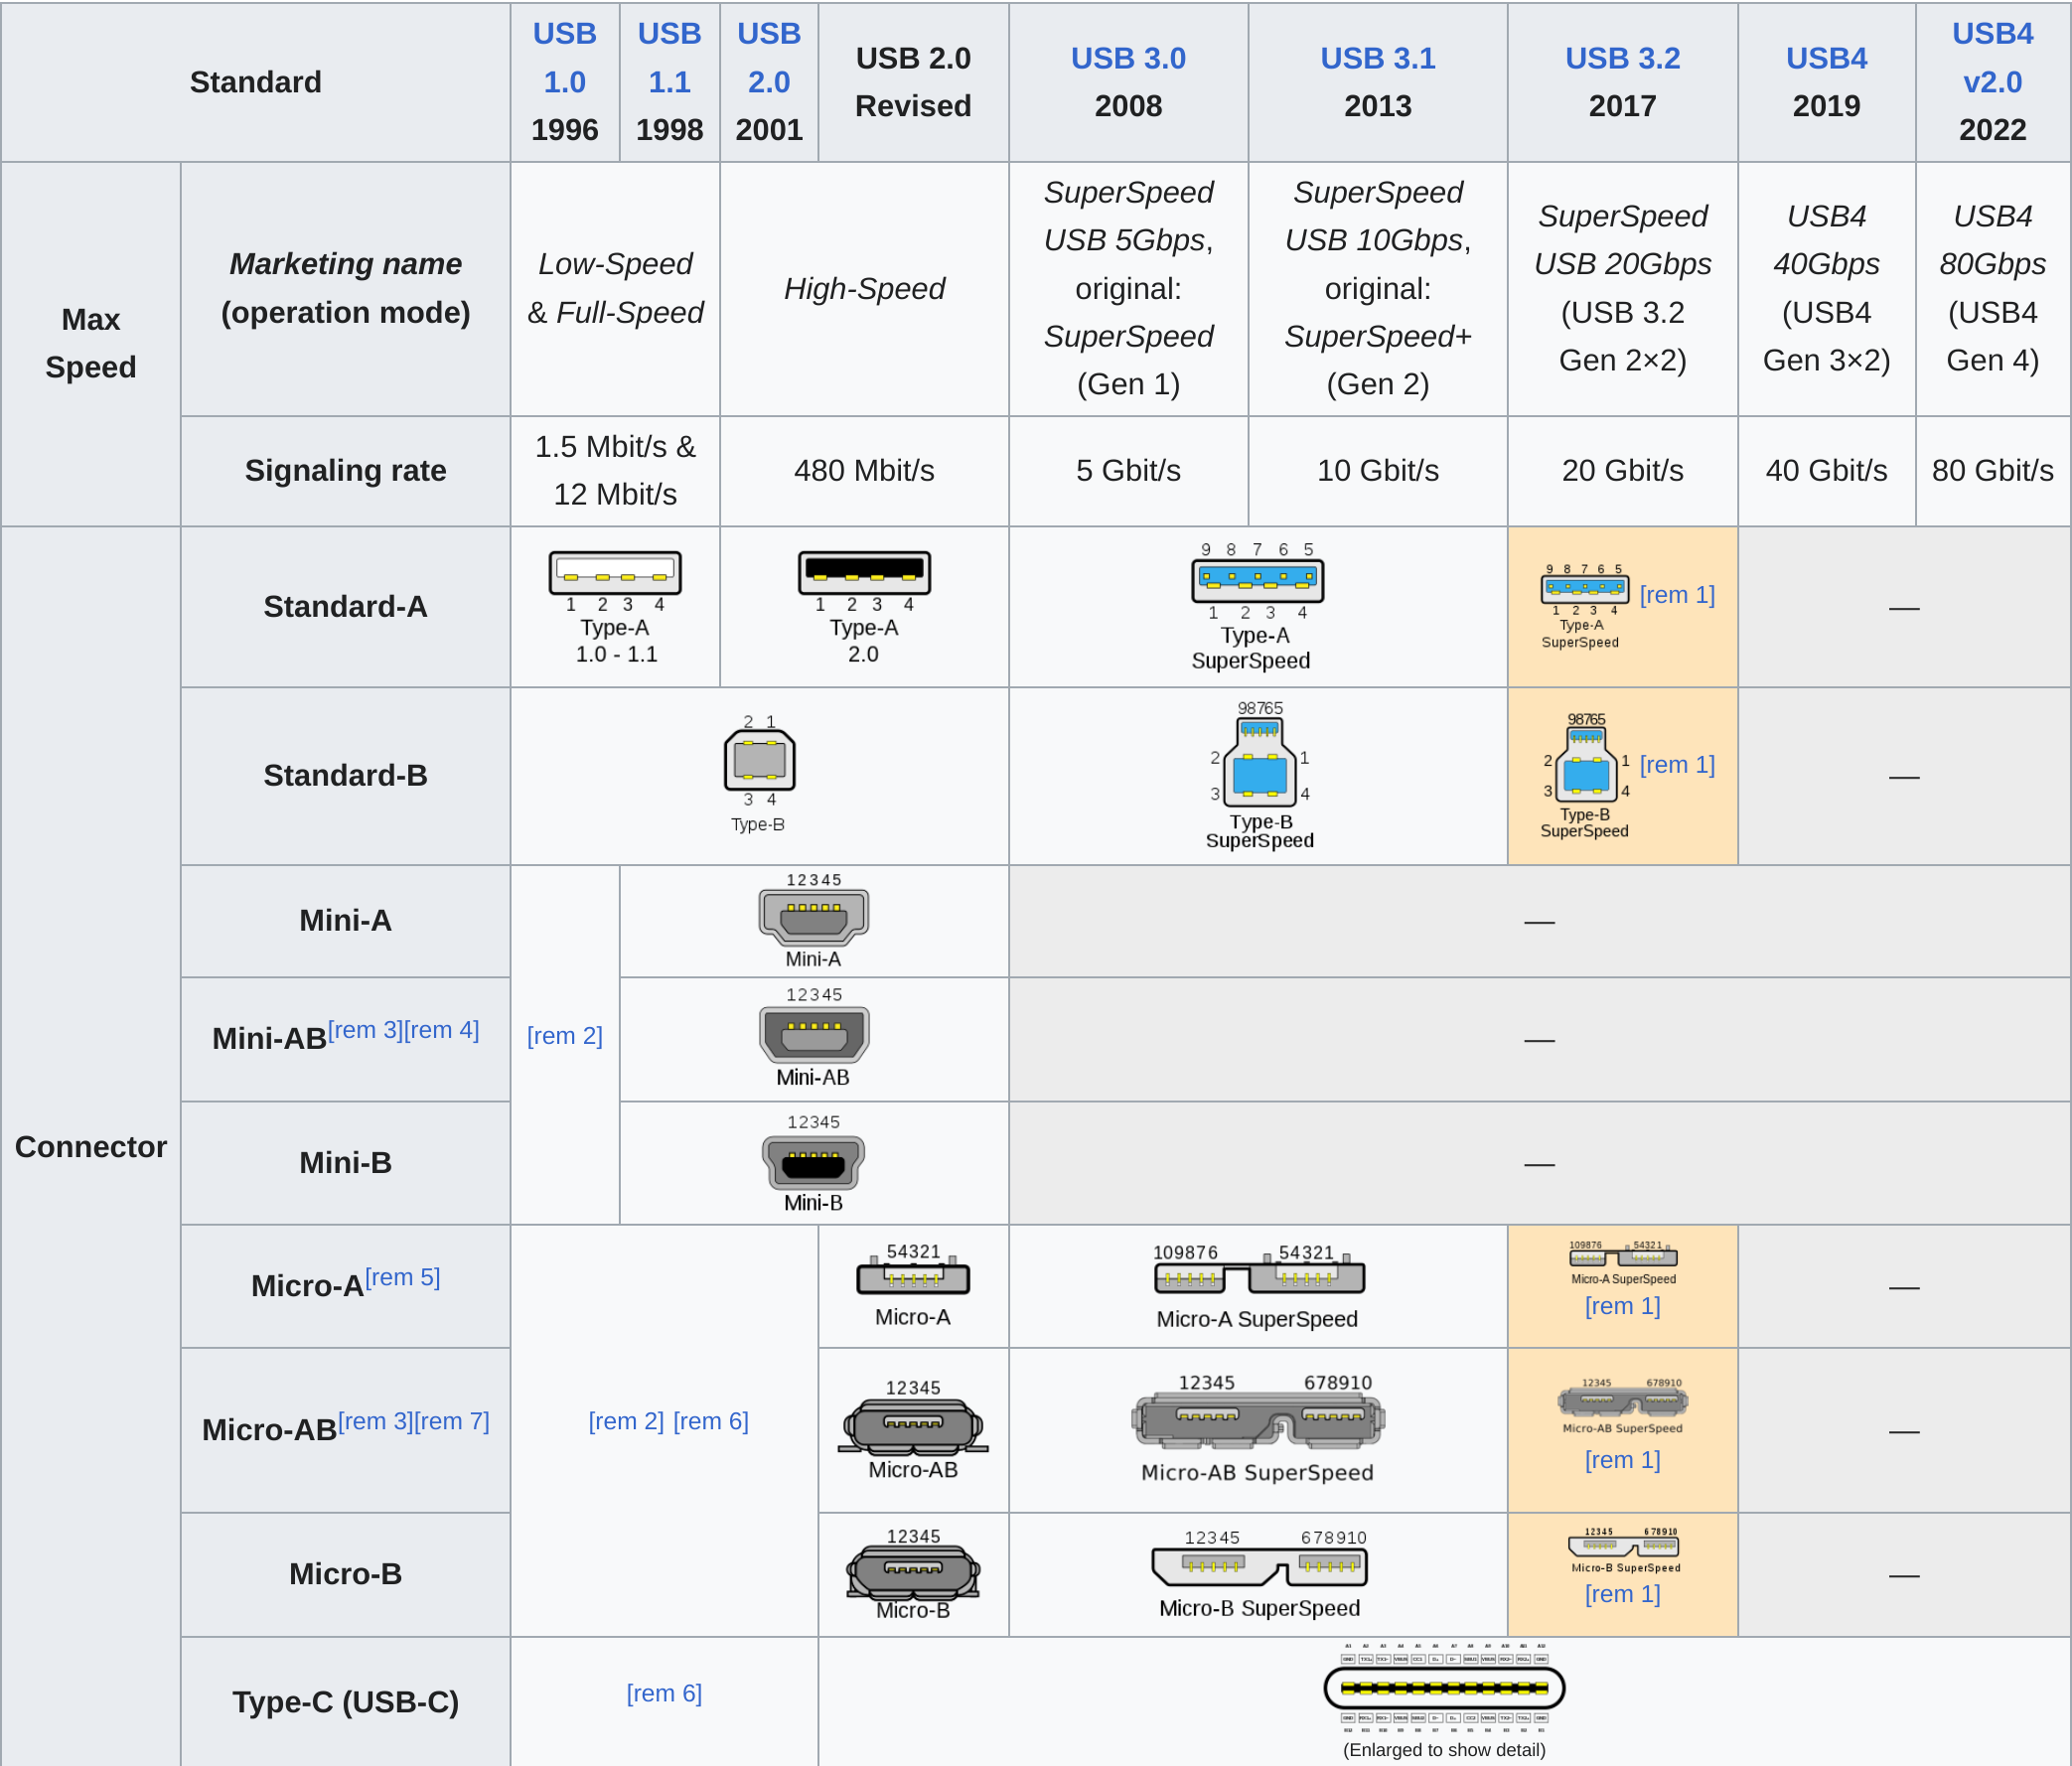 Standard
USB 1.0 1996
USB 1.1 1998
USB 2.0 2001
USB 2.0 Revised
USB 3.0 2008
USB 3.1 2013
USB 3.2 2017
USB4 2019
USB4 v2.0 2022
Max Speed
Marketing name (operation mode)
Low-Speed & Full-Speed
High-Speed
SuperSpeed USB 5Gbps, original: SuperSpeed (Gen 1)
SuperSpeed USB 10Gbps, original: SuperSpeed+ (Gen 2)
SuperSpeed USB 20Gbps (USB 3.2 Gen 2×2)
USB4 40Gbps (USB4 Gen 3×2)
USB4 80Gbps (USB4 Gen 4)
Signaling rate
1.5 Mbit/s & 12 Mbit/s
480 Mbit/s
5 Gbit/s
10 Gbit/s
20 Gbit/s
40 Gbit/s
80 Gbit/s
Connector
Standard-A
1 2 3 4
Type-A
1.0 - 1.1
1 2 3 4
Type-A
2.0
9 8 7 6 5
1 2 3 4
Type-A
SuperSpeed
9 8 7 6 5
1 2 3 4
Type-A
SuperSpeed
[rem 1]
—
Standard-B
2 1
3 4
Type-B
98765
2 1
3 4
Type-B
SuperSpeed
98765
2 1
3 4
Type-B
SuperSpeed
[rem 1]
—
Mini-A
[rem 2]
12345
Mini-A
—
Mini-AB[rem 3][rem 4]
12345
Mini-AB
—
Mini-B
12345
Mini-B
—
Micro-A[rem 5]
[rem 2] [rem 6]
54321
Micro-A
109876 54321
Micro-A SuperSpeed
109876 54321
Micro-A SuperSpeed
[rem 1]
—
Micro-AB[rem 3][rem 7]
12345
Micro-AB
12345 678910
Micro-AB SuperSpeed
12345 678910
Micro-AB SuperSpeed
[rem 1]
—
Micro-B
12345
Micro-B
12345 678910
Micro-B SuperSpeed
12345 678910
Micro-B SuperSpeed
[rem 1]
—
Type-C (USB-C)
[rem 6]
A1 A2 A3 A4 A5 A6 A7 A8 A9 A10 A11 A12
(Enlarged to show detail)